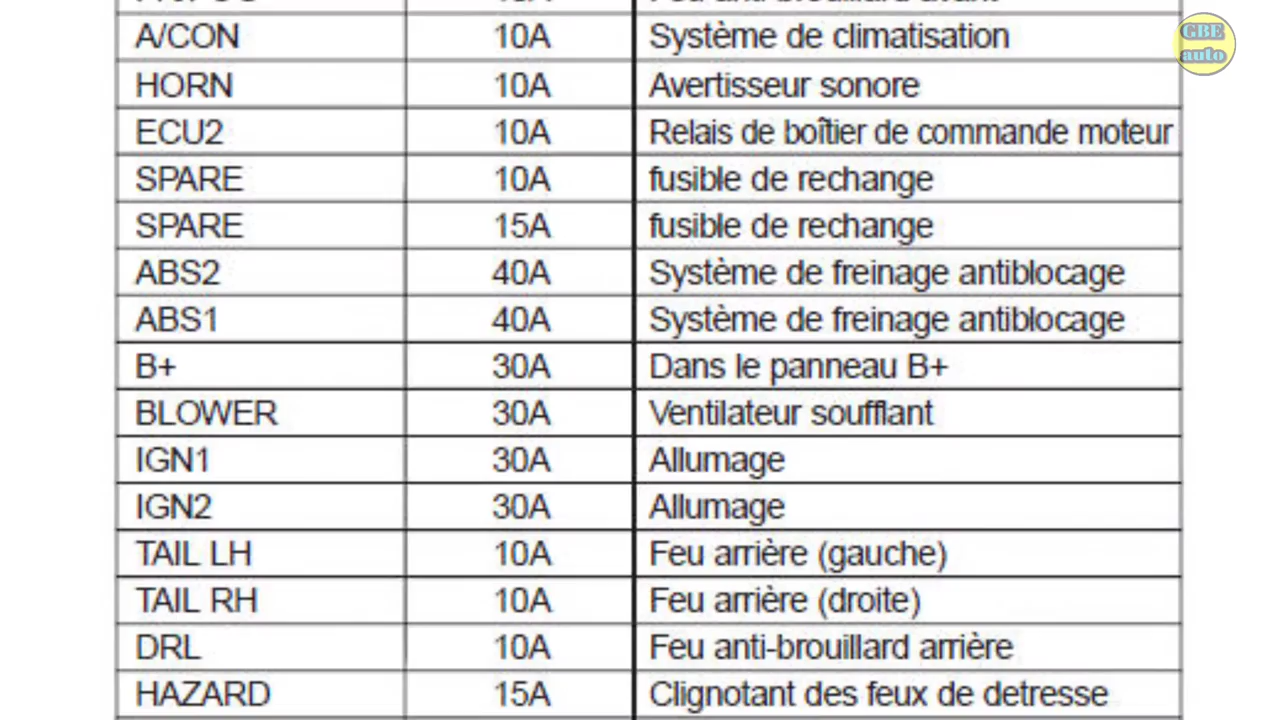 A/CON 10A Système de climatisation
GBE
auto
HORN 10A Avertisseur sonore
ECU2 10A Relais de boîtier de commande moteur
SPARE 10A fusible de rechange
SPARE 15A fusible de rechange
ABS2 40A Système de freinage antiblocage
ABS1 40A Système de freinage antiblocage
B+ 30A Dans le panneau B+
BLOWER 30A Ventilateur soufflant
IGN1 30A Allumage
IGN2 30A Allumage
TAIL LH 10A Feu arrière (gauche)
TAIL RH 10A Feu arrière (droite)
DRL 10A Feu anti-brouillard arrière
HAZARD 15A Clignotant des feux de detresse